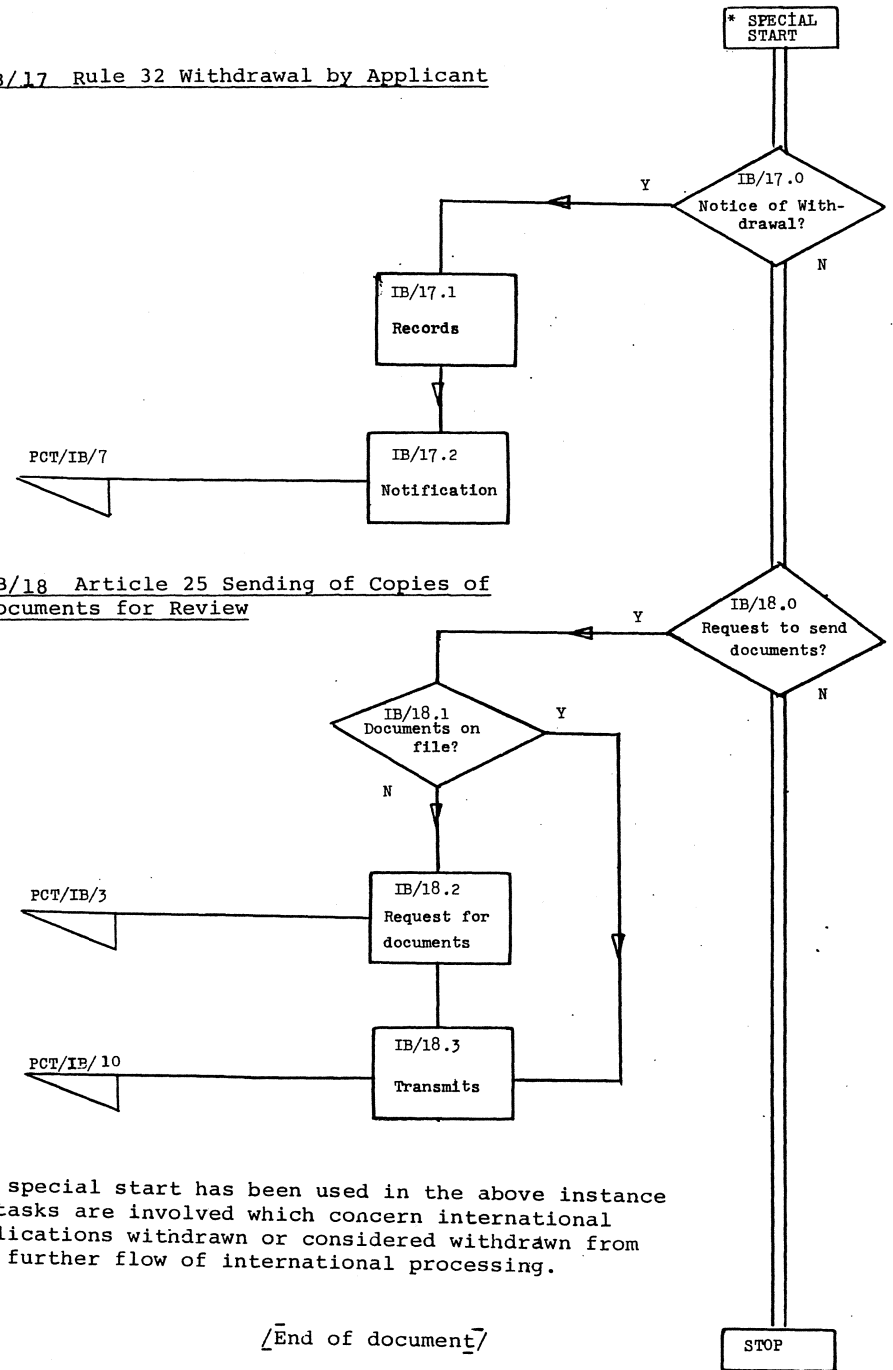 * SPECIAL
START
B/17 Rule 32 Withdrawal by Applicant
IB/17.0
Notice of With-
drawal?
Y
N
IB/17.1
Records
PCT/IB/7
IB/17.2
Notification
B/18 Article 25 Sending of Copies of
ocuments for Review
IB/18.0
Request to send
documents?
Y
N
IB/18.1
Documents on
file?
Y
N
PCT/IB/3
IB/18.2
Request for
documents
PCT/IB/10
IB/18.3
Transmits
special start has been used in the above instance
tasks are involved which concern international
lications withdrawn or considered withdrawn from
further flow of international processing.
/End of document/
STOP